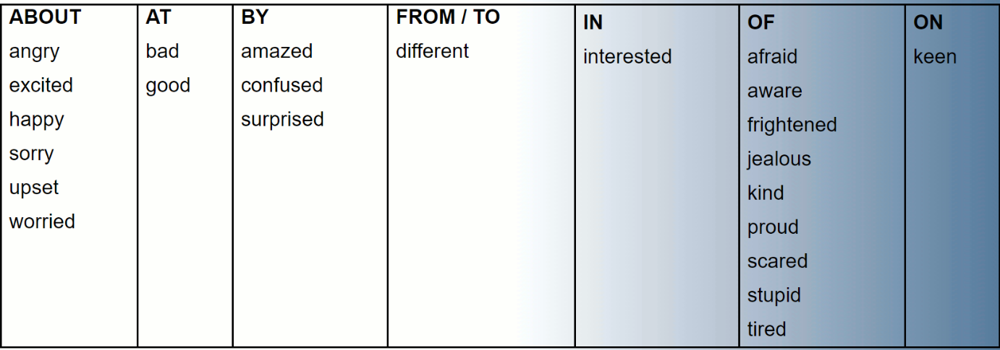 ABOUT
angry
excited
happy
sorry
upset
worried
AT
bad
good
BY
amazed
confused
surprised
FROM / TO
different
IN
interested
OF
afraid
aware
frightened
jealous
kind
proud
scared
stupid
tired
ON
keen